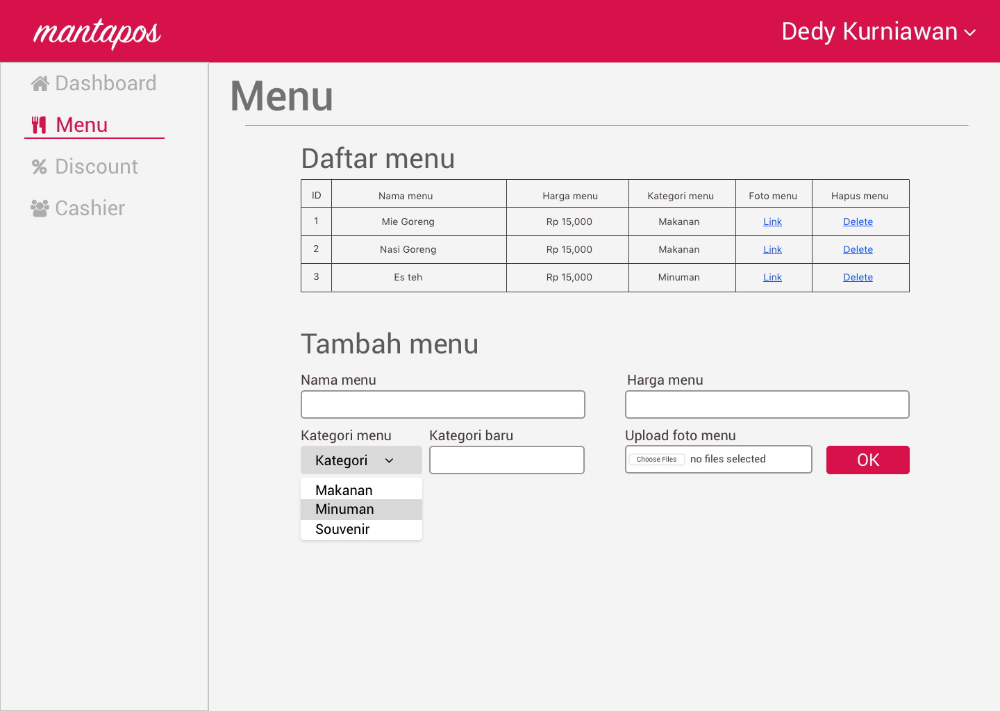 mantapos
Dedy Kurniawan
Dashboard
Menu
Discount
Cashier
Menu
Daftar menu
ID Nama menu Harga menu Kategori menu Foto menu Hapus menu
1 Mie Goreng Rp 15,000 Makanan Link Delete
2 Nasi Goreng Rp 15,000 Makanan Link Delete
3 Es teh Rp 15,000 Minuman Link Delete
Tambah menu
Nama menu Harga menu
Kategori menu Kategori baru Upload foto menu
Kategori Choose Files no files selected OK
Makanan
Minuman
Souvenir